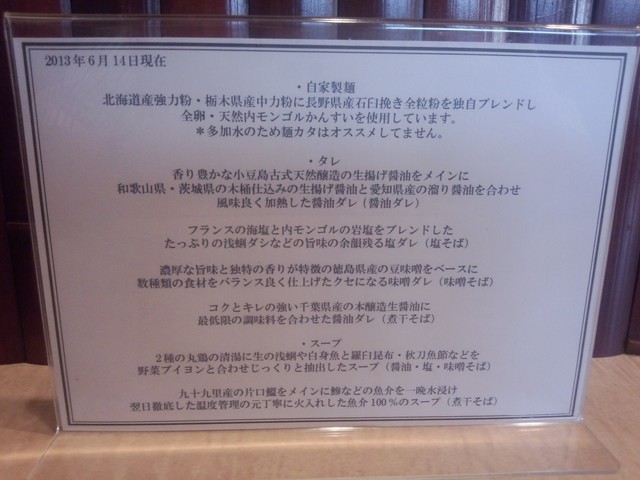 2013年6月14日現在
・自家製麺
北海道産強力粉・栃木県産中力粉に長野県産石臼挽き全粒粉を独自ブレンドし
全卵・天然内モンゴルかんすいを使用しています。
＊多加水のため麺カタはオススメしてません。
・タレ
香り豊かな小豆島古式天然醸造の生揚げ醤油をメインに
和歌山県・茨城県の木桶仕込みの生揚げ醤油と愛知県産の溜り醤油を合わせ
風味良く加熱した醤油ダレ（醤油ダレ）
フランスの海塩と内モンゴルの岩塩をブレンドした
たっぷりの浅蜊ダシなどの旨味の余韻残る塩ダレ（塩そば）
濃厚な旨味と独特の香りが特徴の徳島県産の豆味噌をベースに
数種類の食材をバランス良く仕上げたクセになる味噌ダレ（味噌そば）
コクとキレの強い千葉県産の本醸造生醤油に
最低限の調味料を合わせた醤油ダレ（煮干そば）
・スープ
2種の丸鶏の清湯に生の浅蜊や白身魚と羅臼昆布・秋刀魚節などを
野菜ブイヨンと合わせじっくりと抽出したスープ（醤油・塩・味噌そば）
九十九里産の片口鰯をメインに鯵などの魚介を一晩水浸け
翌日徹底した温度管理の元丁寧に火入れした魚介100％のスープ（煮干そば）